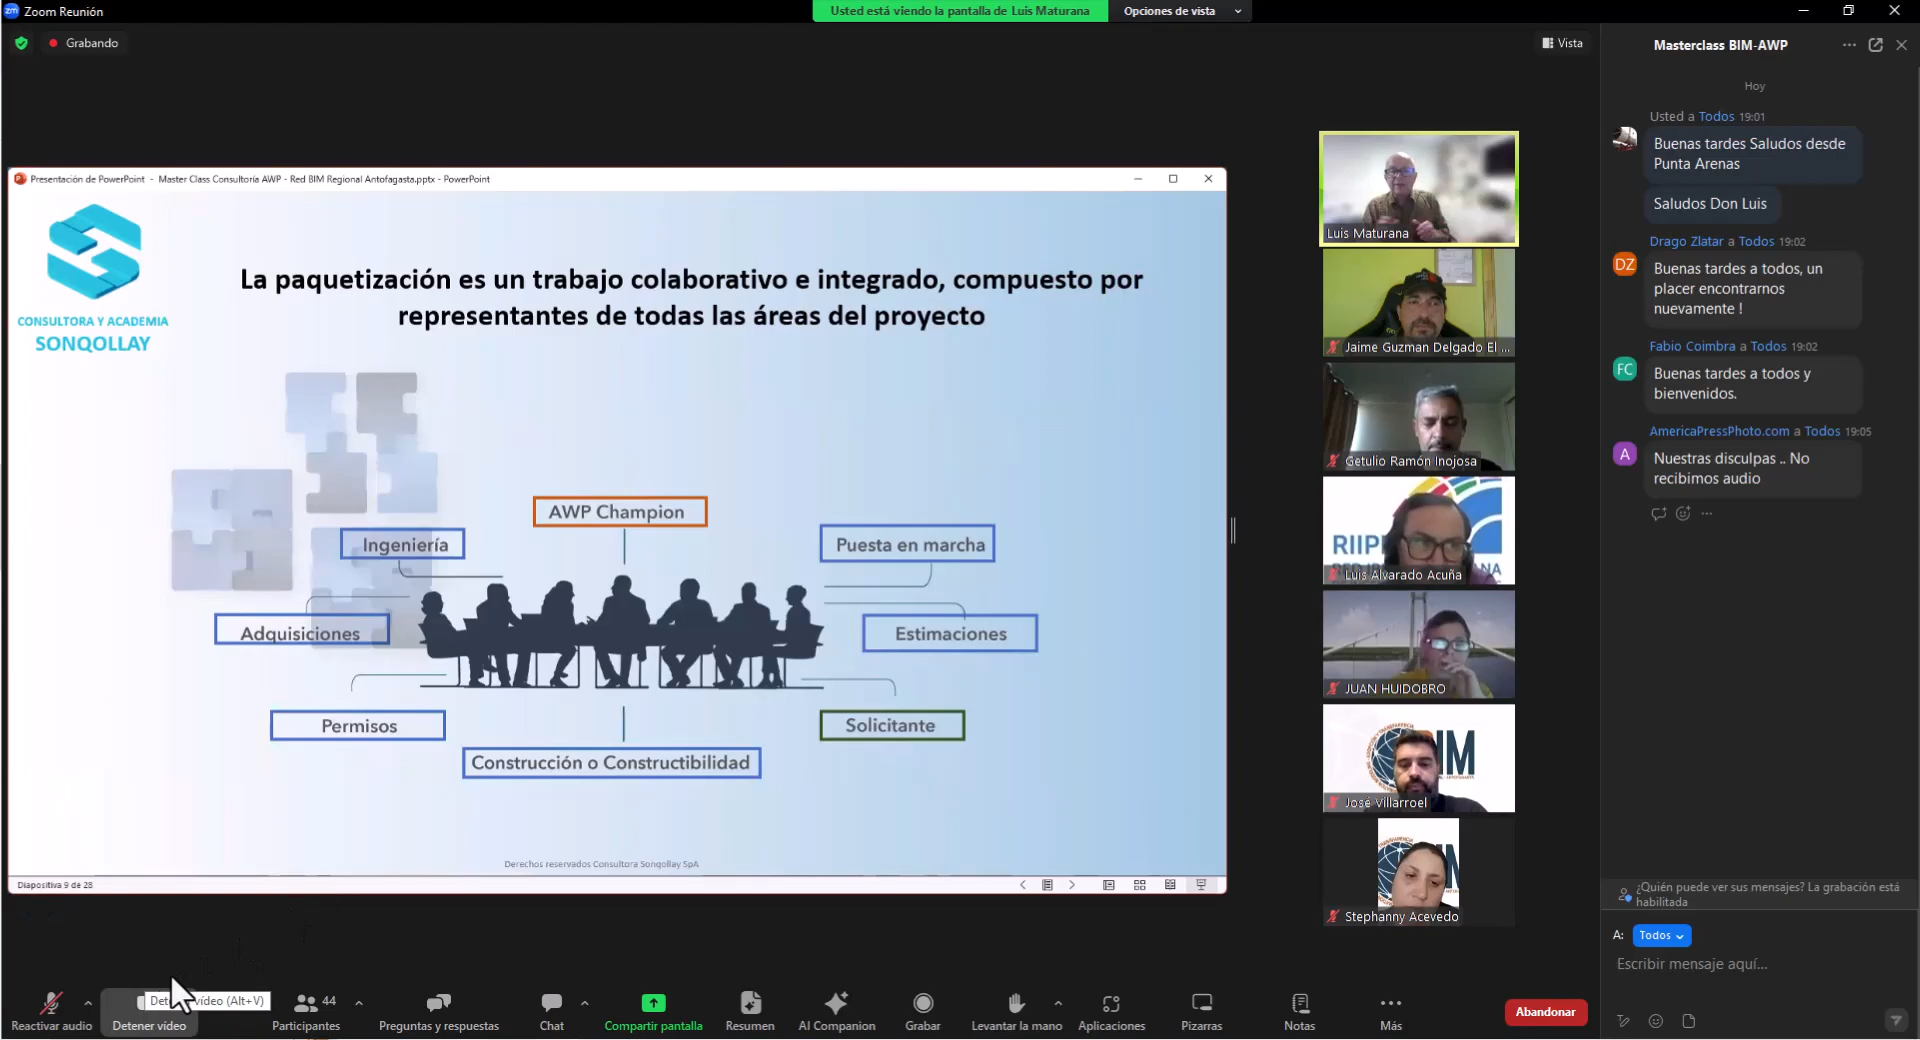 Zoom Reunión
Usted está viendo la pantalla de Luis Maturana
Opciones de vista
Grabando
Vista
Presentación de PowerPoint - Master Class Consultoría AWP - Red BIM Regional Antofagasta.pptx - PowerPoint
CONSULTORA Y ACADEMIA
SONQOLLAY
La paquetización es un trabajo colaborativo e integrado, compuesto por
representantes de todas las áreas del proyecto
AWP Champion
Ingeniería
Puesta en marcha
Adquisiciones
Estimaciones
Permisos
Solicitante
Construcción o Constructibilidad
Derechos reservados Consultora Sonqollay SpA
Diapositiva 9 de 28
Luis Maturana
Jaime Guzman Delgado El ...
Getulio Ramón Inojosa
Luis Alvarado Acuña
JUAN HUIDOBRO
José Villarroel
Stephanny Acevedo
Masterclass BIM-AWP
Hoy
Usted a Todos 19:01
Buenas tardes Saludos desde
Punta Arenas
Saludos Don Luis
Drago Zlatar a Todos 19:02
DZ
Buenas tardes a todos, un
placer encontrarnos
nuevamente !
Fabio Coimbra a Todos 19:02
FC
Buenas tardes a todos y
bienvenidos.
AmericaPressPhoto.com a Todos 19:05
A
Nuestras disculpas .. No
recibimos audio
¿Quién puede ver sus mensajes? La grabación está
habilitada
A: Todos
Escribir mensaje aquí...
Reactivar audio
Detener vídeo
vídeo (Alt+V)
44
Participantes
Preguntas y respuestas
Chat
Compartir pantalla
Resumen
AI Companion
Grabar
Levantar la mano
Aplicaciones
Pizarras
Notas
Más
Abandonar